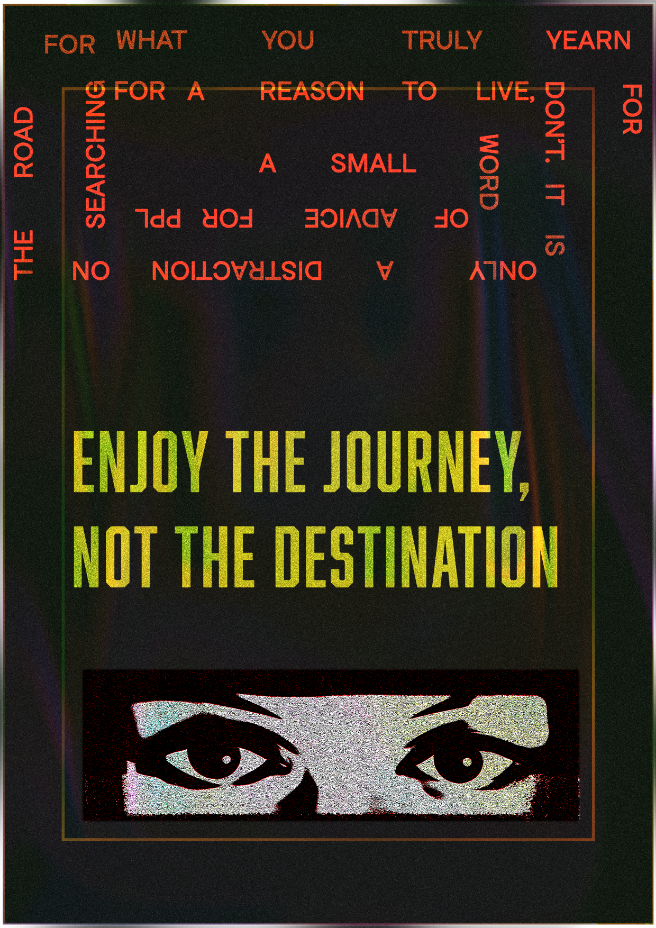 A SMALL
WORD
OF ADVICE FOR PPL
SEARCHING
FOR A REASON TO LIVE,
DON'T. IT IS
ONLY A DISTRACTION ON
THE ROAD
FOR WHAT YOU TRULY YEARN
FOR
ENJOY THE JOURNEY,
NOT THE DESTINATION